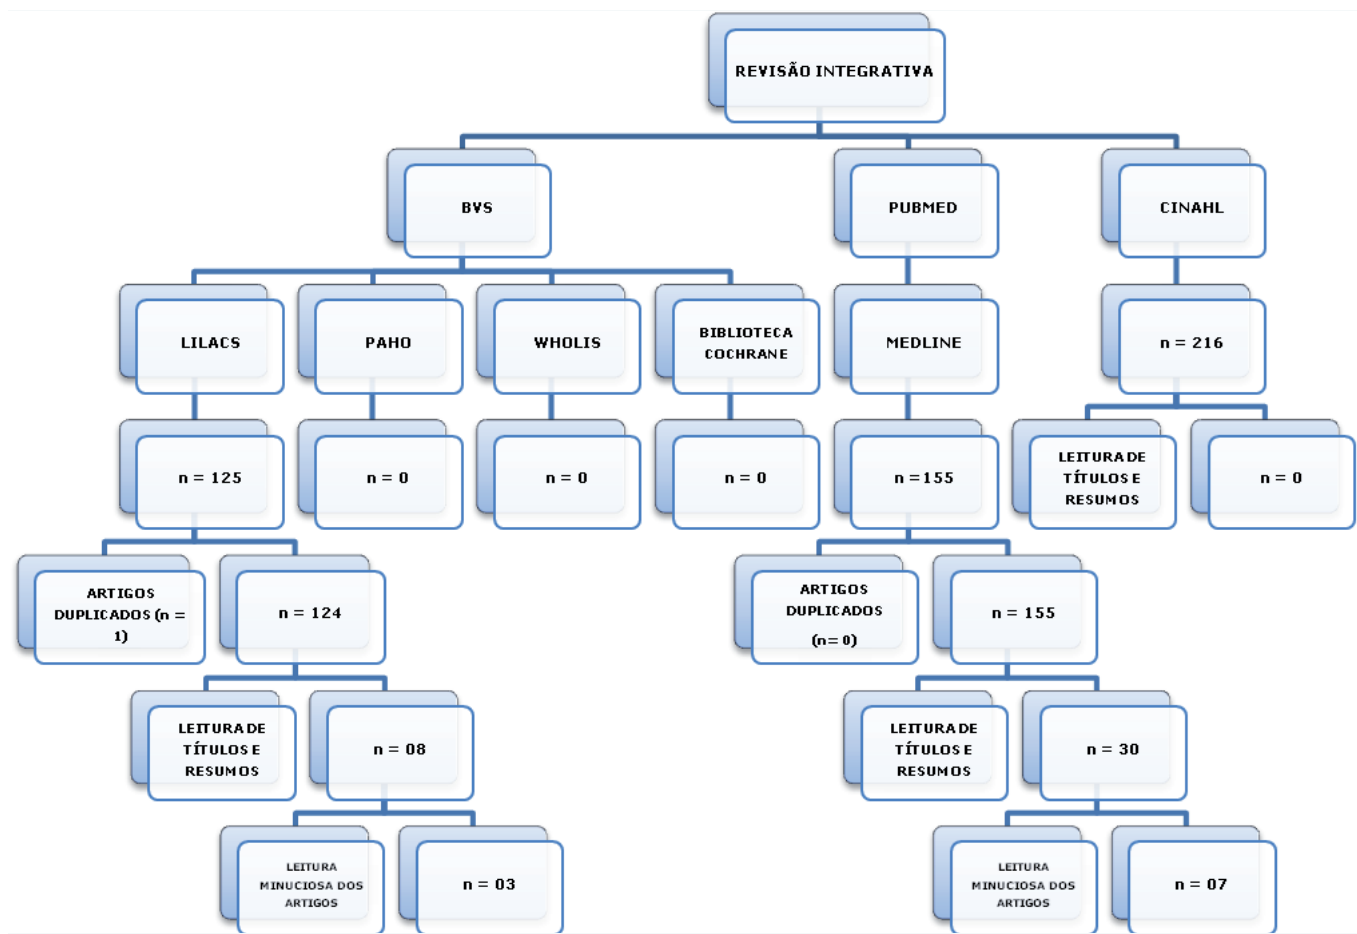 REVISÃO INTEGRATIVA
BVS
PUBMED
CINAHL
LILACS
PAHO
WHOLIS
BIBLIOTECA
COCHRANE
MEDLINE
n = 216
n = 125
n = 0
n = 0
n = 0
n =155
LEITURA DE
TÍTULOS E
RESUMOS
n = 0
ARTIGOS
DUPLICADOS (n =
1)
n = 124
ARTIGOS
DUPLICADOS
(n= 0)
n = 155
LEITURA DE
TÍTULOS E
RESUMOS
n = 08
LEITURA DE
TÍTULOS E
RESUMOS
n = 30
LEITURA
MINUCIOSA DOS
ARTIGOS
n = 03
LEITURA
MINUCIOSA DOS
ARTIGOS
n = 07